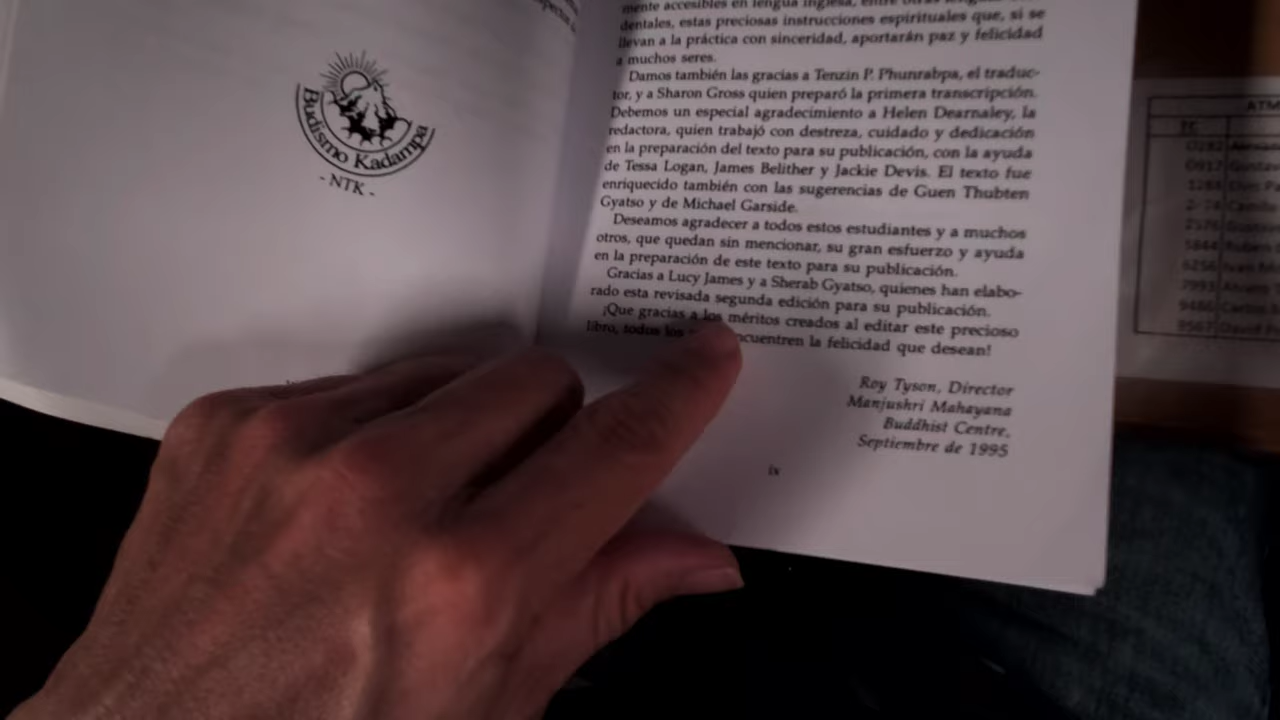 Budismo Kadampa
- NTK -
mente accesibles en lengua inglesa, entre otras
dentales, estas preciosas instrucciones espirituales que, si se
llevan a la práctica con sinceridad, aportarán paz y felicidad
a muchos seres.
Damos también las gracias a Tenzin P. Phunrabpa, el traduc-
tor, y a Sharon Gross quien preparó la primera transcripción.
Debemos un especial agradecimiento a Helen Dearnaley, la
redactora, quien trabajó con destreza, cuidado y dedicación
en la preparación del texto para su publicación, con la ayuda
de Tessa Logan, James Belither y Jackie Devis. El texto fue
enriquecido también con las sugerencias de Guen Thubten
Gyatso y de Michael Garside.
Deseamos agradecer a todos estos estudiantes y a muchos
otros, que quedan sin mencionar, su gran esfuerzo y ayuda
en la preparación de este texto para su publicación.
Gracias a Lucy James y a Sherab Gyatso, quienes han elabo-
rado esta revisada segunda edición para su publicación.
¡Que gracias a los méritos creados al editar este precioso
libro, todos los encuentren la felicidad que desean!
Roy Tyson, Director
Manjushri Mahayana
Buddhist Centre,
Septiembre de 1995
ix